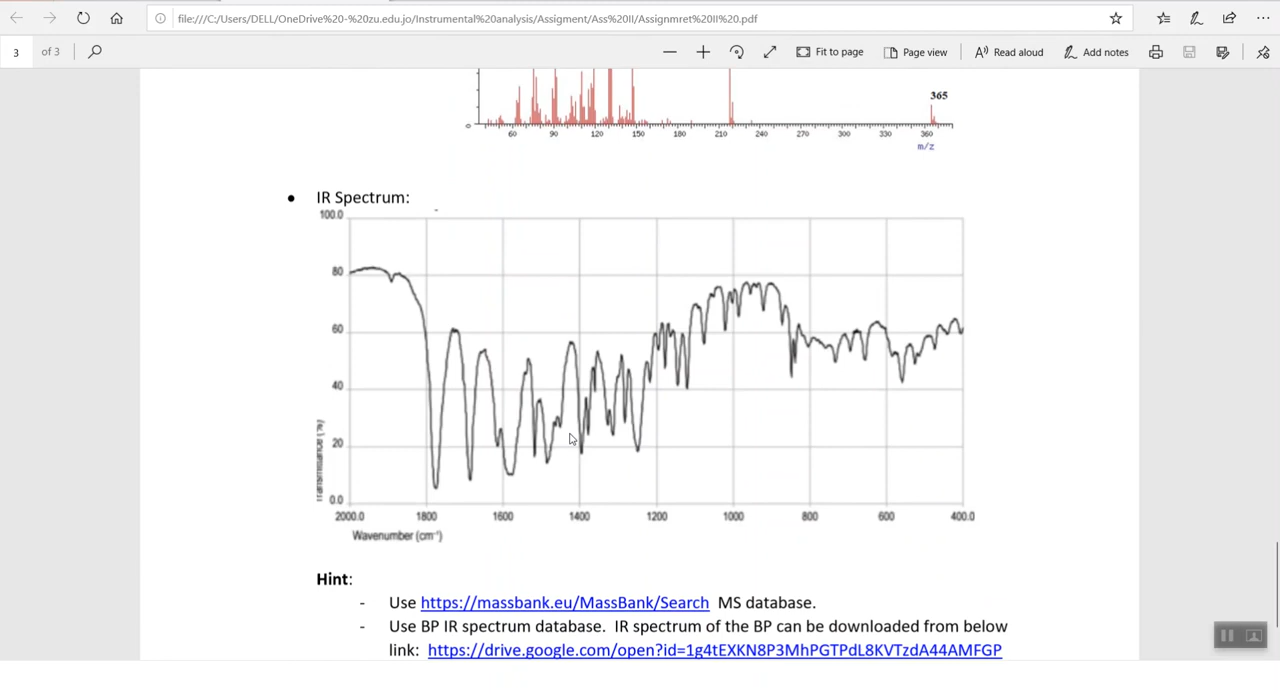 file:///C:/Users/DELL/OneDrive%20-%20zu.edu.jo/Instrumental%20analysis/Assigment/Ass%20II/Assignmret%20II%20.pdf
3 of 3 Fit to page Page view Read aloud Add notes
365
0
60 90 120 150 180 210 240 270 300 330 360
m/z
• IR Spectrum:
100.0
80
60
40
20
0.0
Transmittance (%)
2000.0 1800 1600 1400 1200 1000 800 600 400.0
Wavenumber (cm⁻¹)
Hint:
- Use https://massbank.eu/MassBank/Search MS database.
- Use BP IR spectrum database. IR spectrum of the BP can be downloaded from below
link: https://drive.google.com/open?id=1g4tEXKN8P3MhPGTPdL8KVTzdA44AMFGP